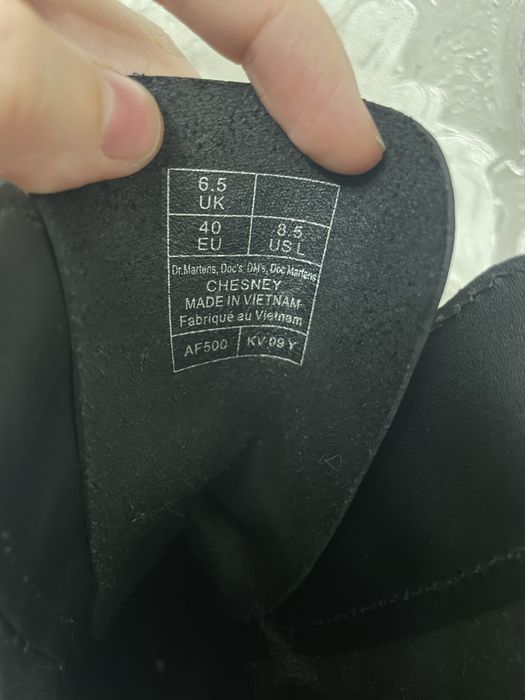 6.5
UK
40
EU
8.5
US L
Dr.Martens, Doc's, DM's, Doc Martens
CHESNEY
MADE IN VIETNAM
Fabriqué au Vietnam
AF500
KV 09 Y